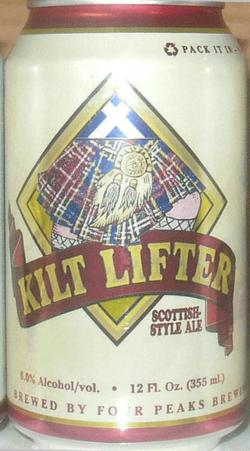 PACK IT IN -
KILT LIFTER
SCOTTISH-
STYLE ALE
6.0% Alcohol/vol. • 12 Fl. Oz. (355 ml.)
BREWED BY FOUR PEAKS BREW